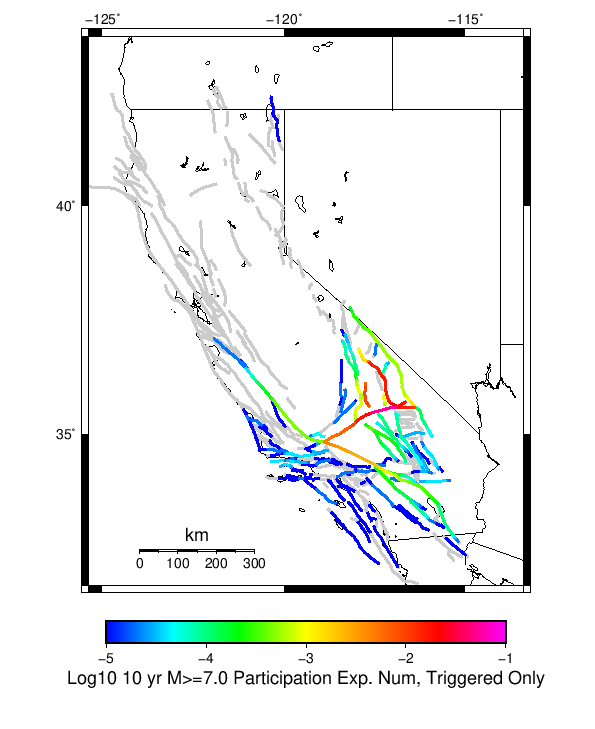 −125˚ −120˚ −115˚
40˚
35˚
km
0 100 200 300
−5 −4 −3 −2 −1
Log10 10 yr M>=7.0 Participation Exp. Num, Triggered Only